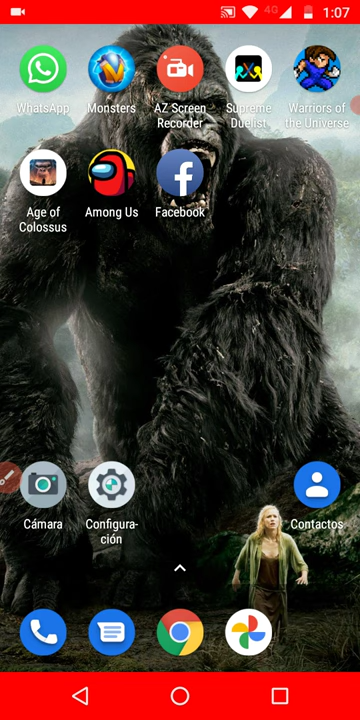 4G 1:07
WhatsApp Monsters AZ Screen Recorder Supreme Duelist Warriors of the Universe
Age of Colossus Among Us Facebook
Cámara Configura-ción Contactos